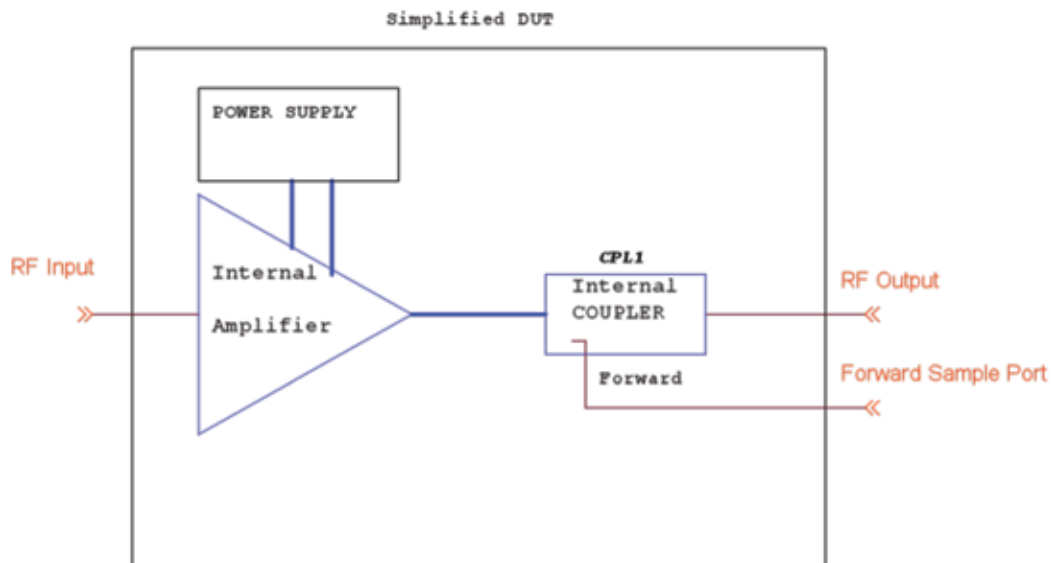 Simplified DUT
POWER SUPPLY
RF Input
Internal
Amplifier
CPL1
Internal
COUPLER
Forward
RF Output
Forward Sample Port